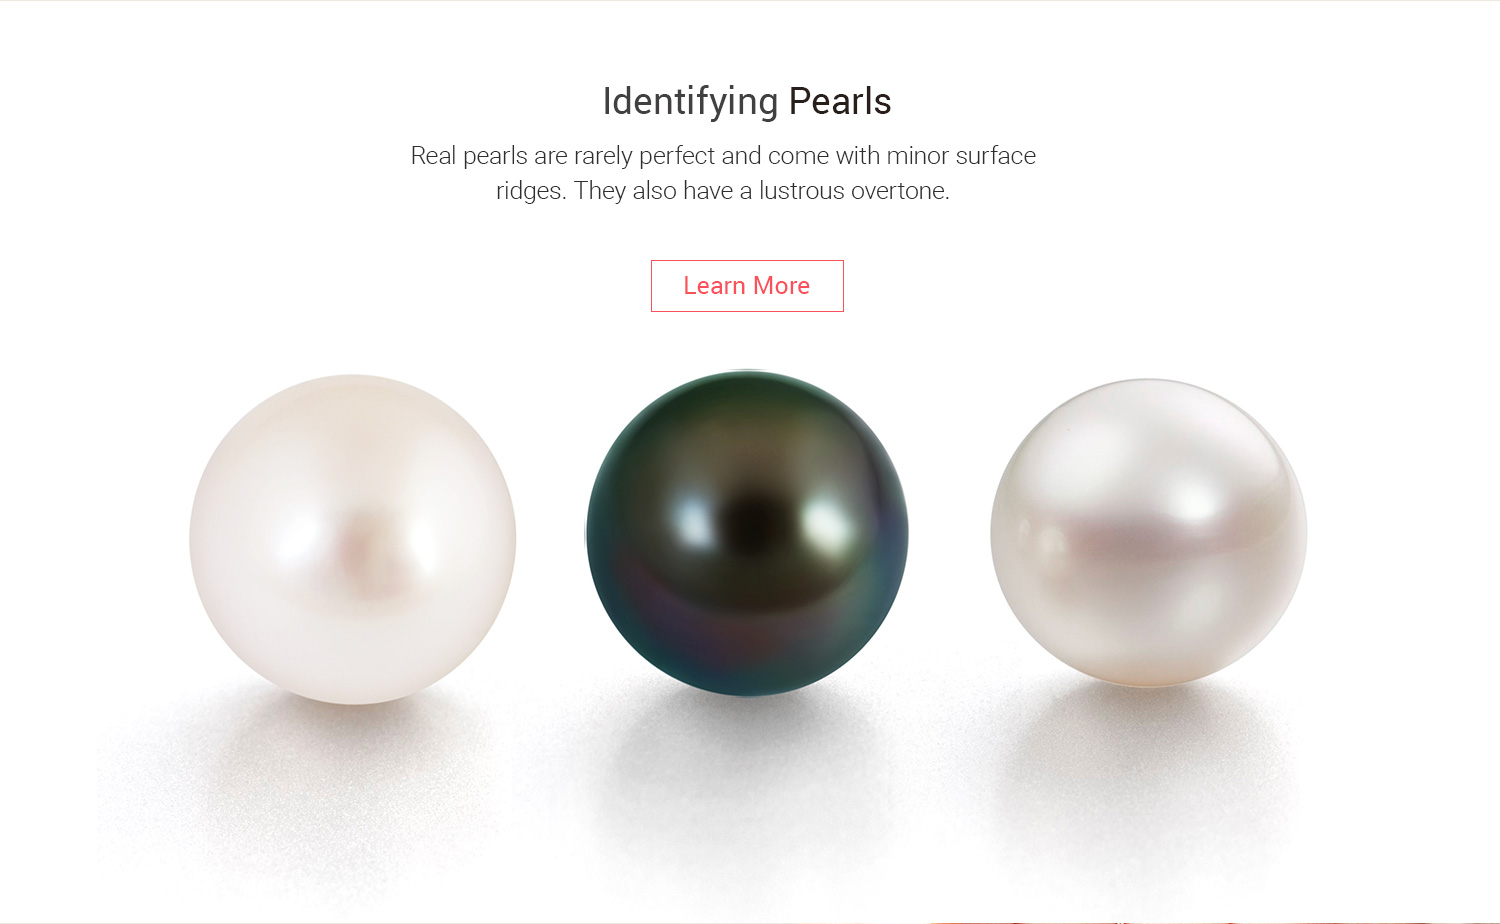 Identifying Pearls
Real pearls are rarely perfect and come with minor surface
ridges. They also have a lustrous overtone.
Learn More